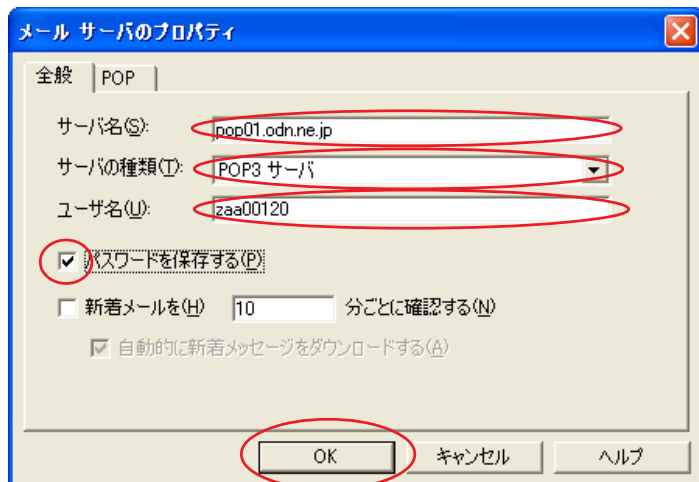 メール サーバのプロパティ
全般 POP
サーバ名(S): pop01.odn.ne.jp
サーバの種類(T): POP3 サーバ
ユーザ名(U): zaa00120
パスワードを保存する(P)
新着メールを(H) 10 分ごとに確認する(N)
自動的に新着メッセージをダウンロードする(A)
OK キャンセル ヘルプ